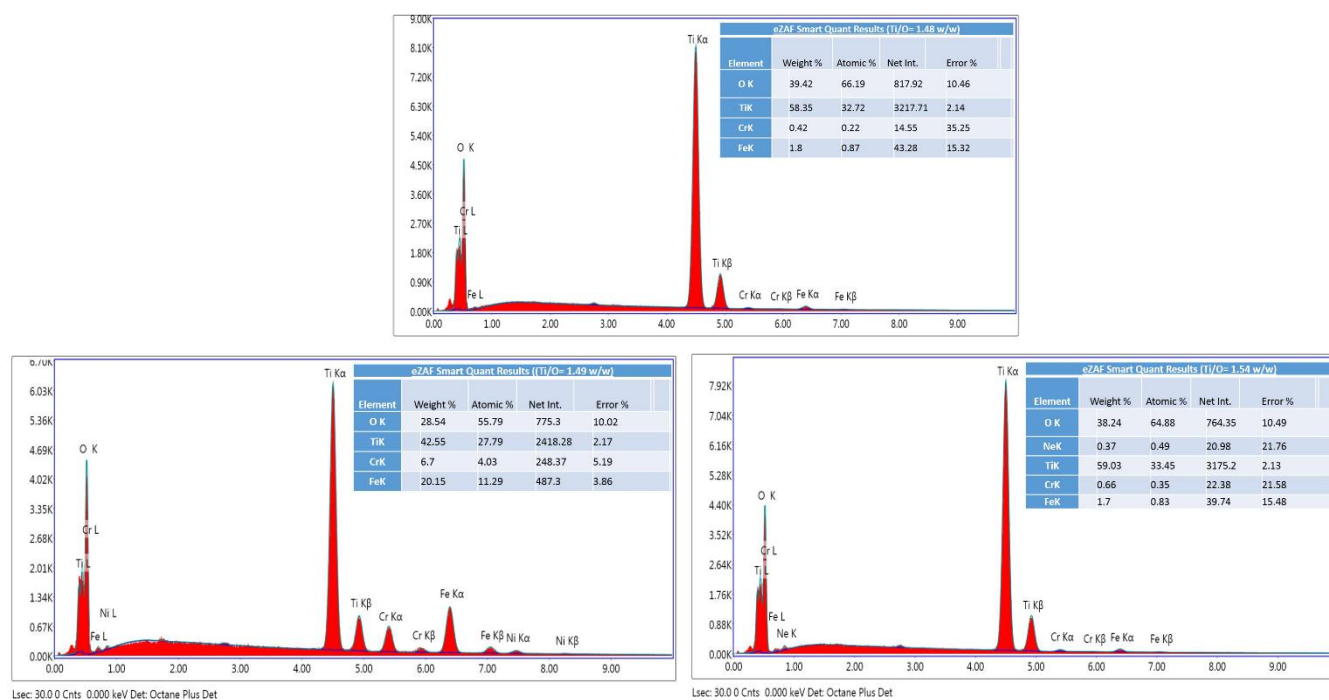 eZAF Smart Quant Results (Ti/O= 1.48 w/w)
Element Weight % Atomic % Net Int. Error %
O K 39.42 66.19 817.92 10.46
TiK 58.35 32.72 3217.71 2.14
CrK 0.42 0.22 14.55 35.25
FeK 1.8 0.87 43.28 15.32
9.00K
8.10K
7.20K
6.30K
5.40K
4.50K
3.60K
2.70K
1.80K
0.90K
0.00K
O K
Cr L
Ti L
Fe L
Ti Kα
Ti Kβ
Cr Kα
Cr Kβ
Fe Kα
Fe Kβ
0.00 1.00 2.00 3.00 4.00 5.00 6.00 7.00 8.00 9.00
eZAF Smart Quant Results ((Ti/O= 1.49 w/w)
Element Weight % Atomic % Net Int. Error %
O K 28.54 55.79 775.3 10.02
TiK 42.55 27.79 2418.28 2.17
CrK 6.7 4.03 248.37 5.19
FeK 20.15 11.29 487.3 3.86
6.70K
6.03K
5.36K
4.69K
4.02K
3.35K
2.68K
2.01K
1.34K
0.67K
0.00K
O K
Cr L
Ti L
Ni L
Fe L
Ti Kα
Ti Kβ
Cr Kα
Cr Kβ
Fe Kα
Fe Kβ
Ni Kα
Ni Kβ
0.00 1.00 2.00 3.00 4.00 5.00 6.00 7.00 8.00 9.00
Lsec: 30.0 0 Cnts 0.000 keV Det: Octane Plus Det
eZAF Smart Quant Results (Ti/O= 1.54 w/w)
Element Weight % Atomic % Net Int. Error %
O K 38.24 64.88 764.35 10.49
NeK 0.37 0.49 20.98 21.76
TiK 59.03 33.45 3175.2 2.13
CrK 0.66 0.35 22.38 21.58
FeK 1.7 0.83 39.74 15.48
7.92K
7.04K
6.16K
5.28K
4.40K
3.52K
2.64K
1.76K
0.88K
0.00K
O K
Cr L
Ti L
Fe L
Ne K
Ti Kα
Ti Kβ
Cr Kα
Cr Kβ
Fe Kα
Fe Kβ
0.00 1.00 2.00 3.00 4.00 5.00 6.00 7.00 8.00 9.00
Lsec: 30.0 0 Cnts 0.000 keV Det: Octane Plus Det